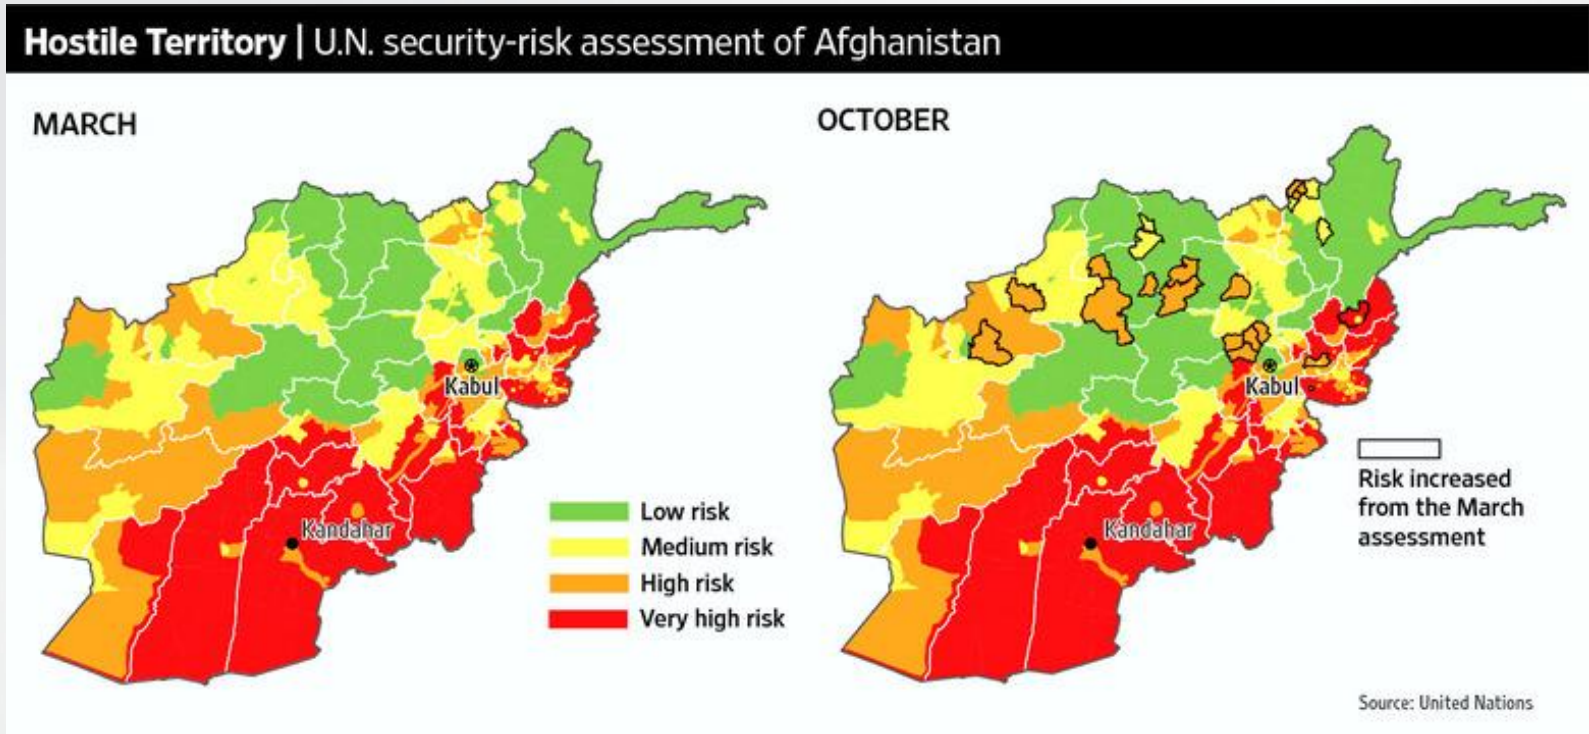 Hostile Territory | U.N. security-risk assessment of Afghanistan
MARCH
OCTOBER
Kabul
Kandahar
Low risk
Medium risk
High risk
Very high risk
Kabul
Kandahar
Risk increased
from the March
assessment
Source: United Nations